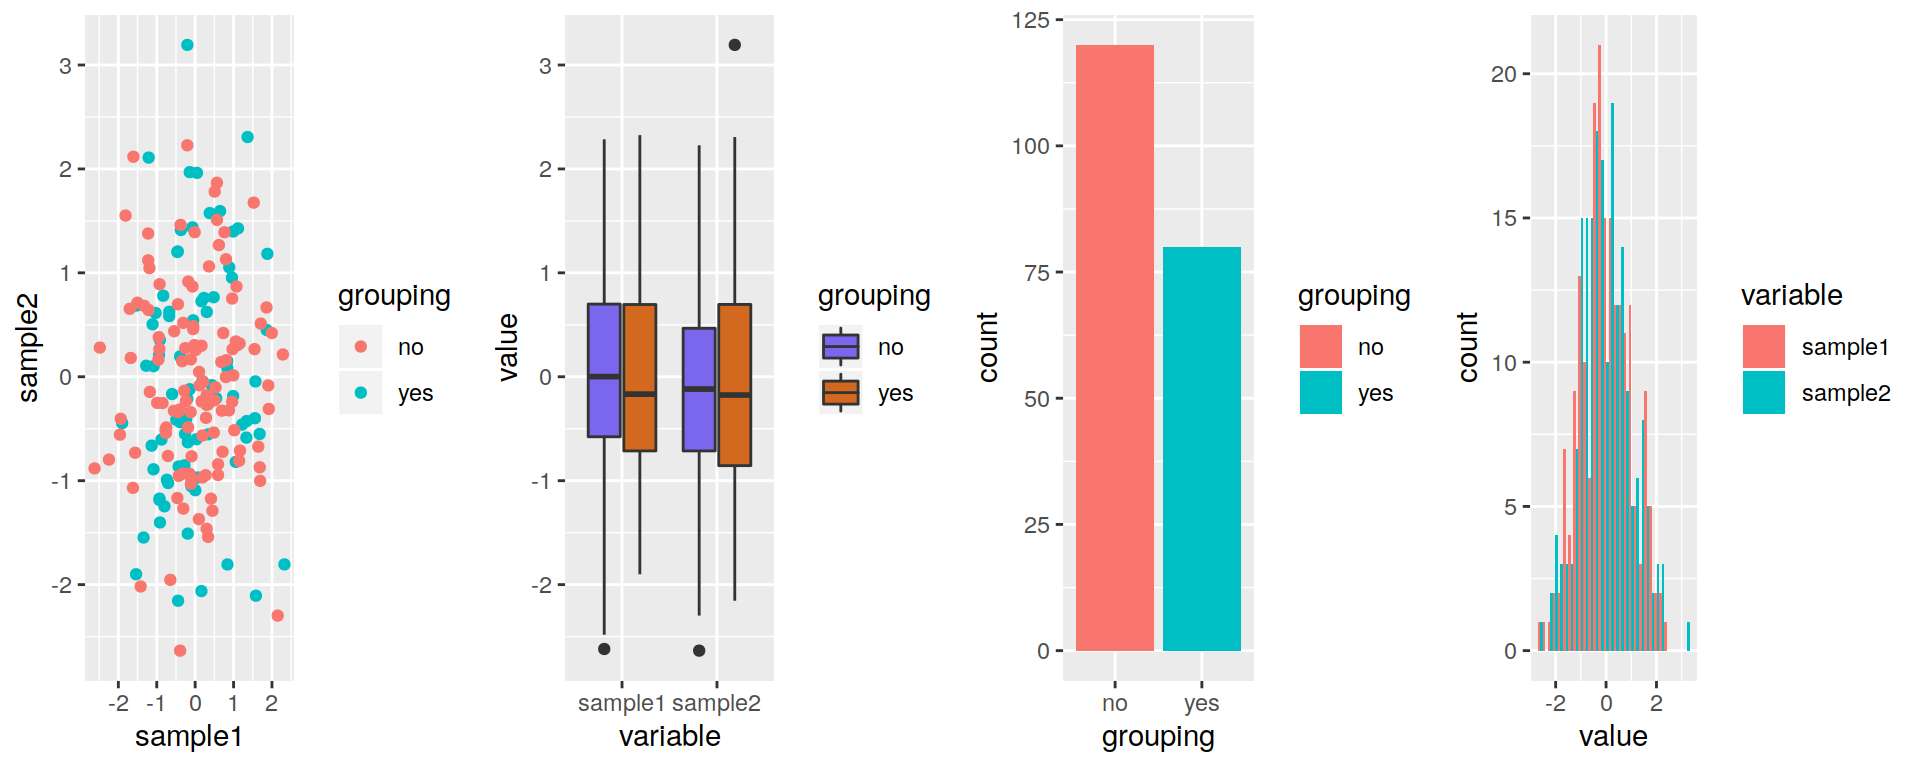 3
2
1
0
-1
-2
sample2
-2 -1 0 1 2
sample1
grouping
no
yes
3
2
1
0
-1
-2
value
sample1 sample2
variable
grouping
no
yes
125
100
75
50
25
0
count
no yes
grouping
grouping
no
yes
20
15
10
5
0
count
-2 0 2
value
variable
sample1
sample2